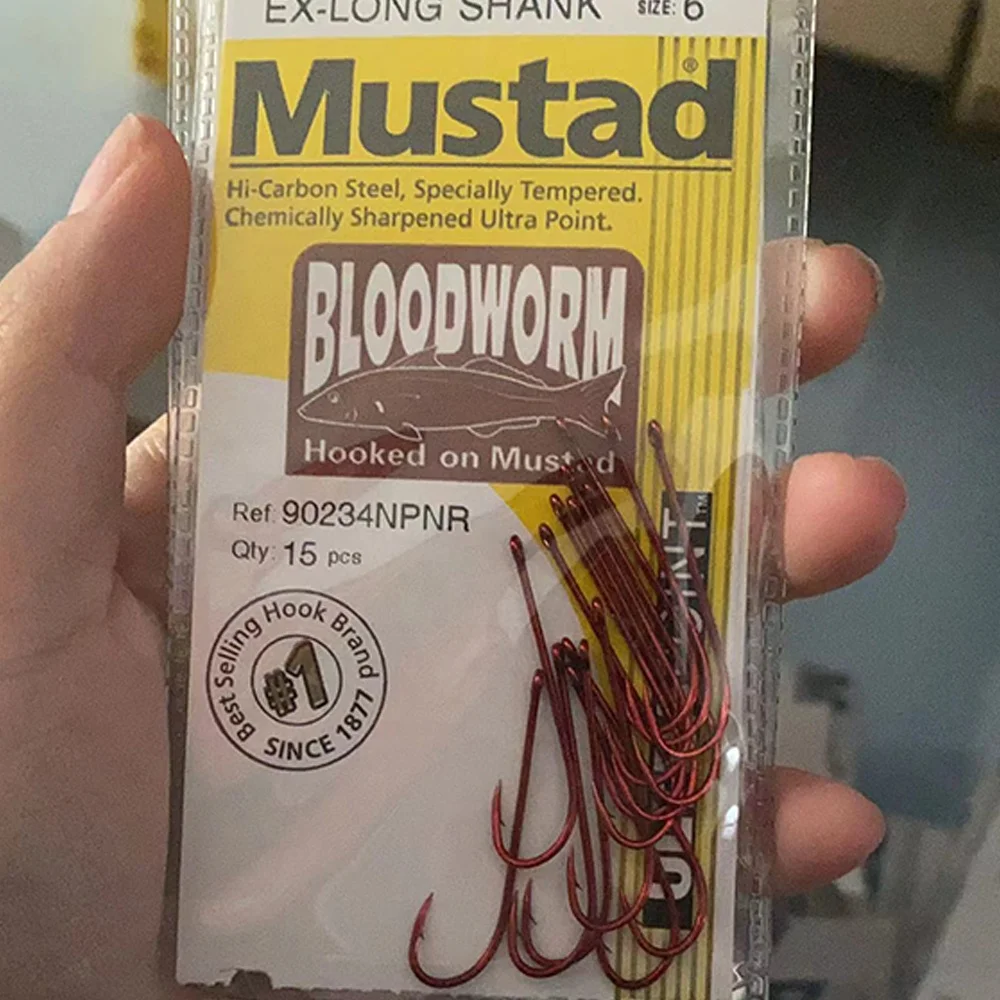 EX-LONG SHANK SIZE: 6
Mustad®
Hi-Carbon Steel, Specially Tempered.
Chemically Sharpened Ultra Point.
BLOODWORM
Hooked on Mustad
Ref: 90234NPNR
Qty: 15 pcs
Best Selling Hook Brand
#1
SINCE 1877